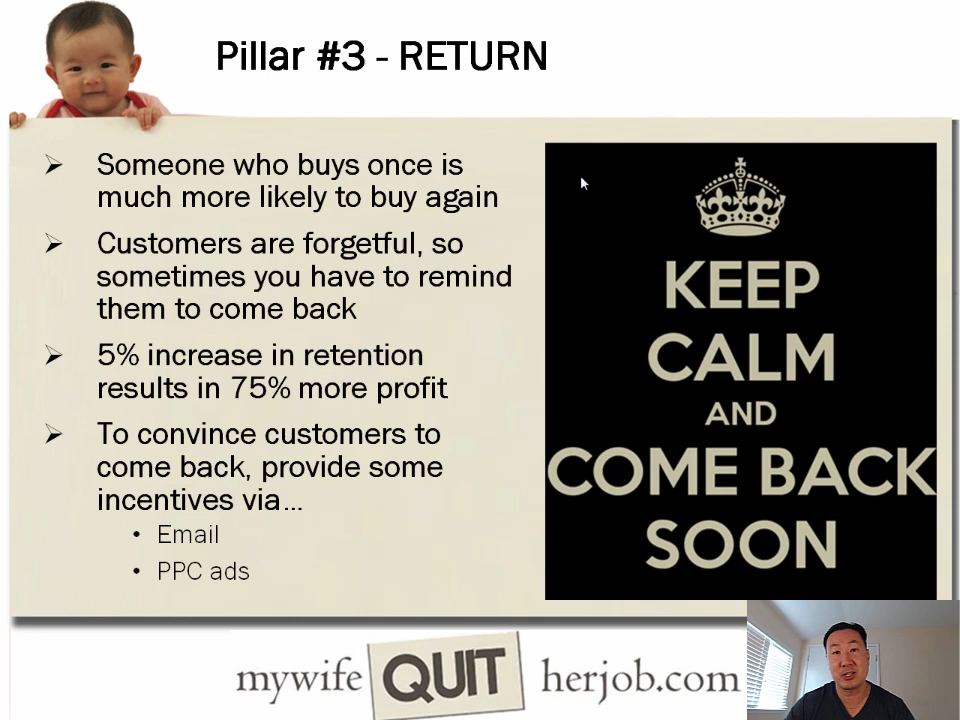 Pillar #3 - RETURN
Someone who buys once is
much more likely to buy again
Customers are forgetful, so
sometimes you have to remind
them to come back
5% increase in retention
results in 75% more profit
To convince customers to
come back, provide some
incentives via...
• Email
• PPC ads
KEEP
CALM
AND
COME BACK
SOON
mywife QUIT herjob.com